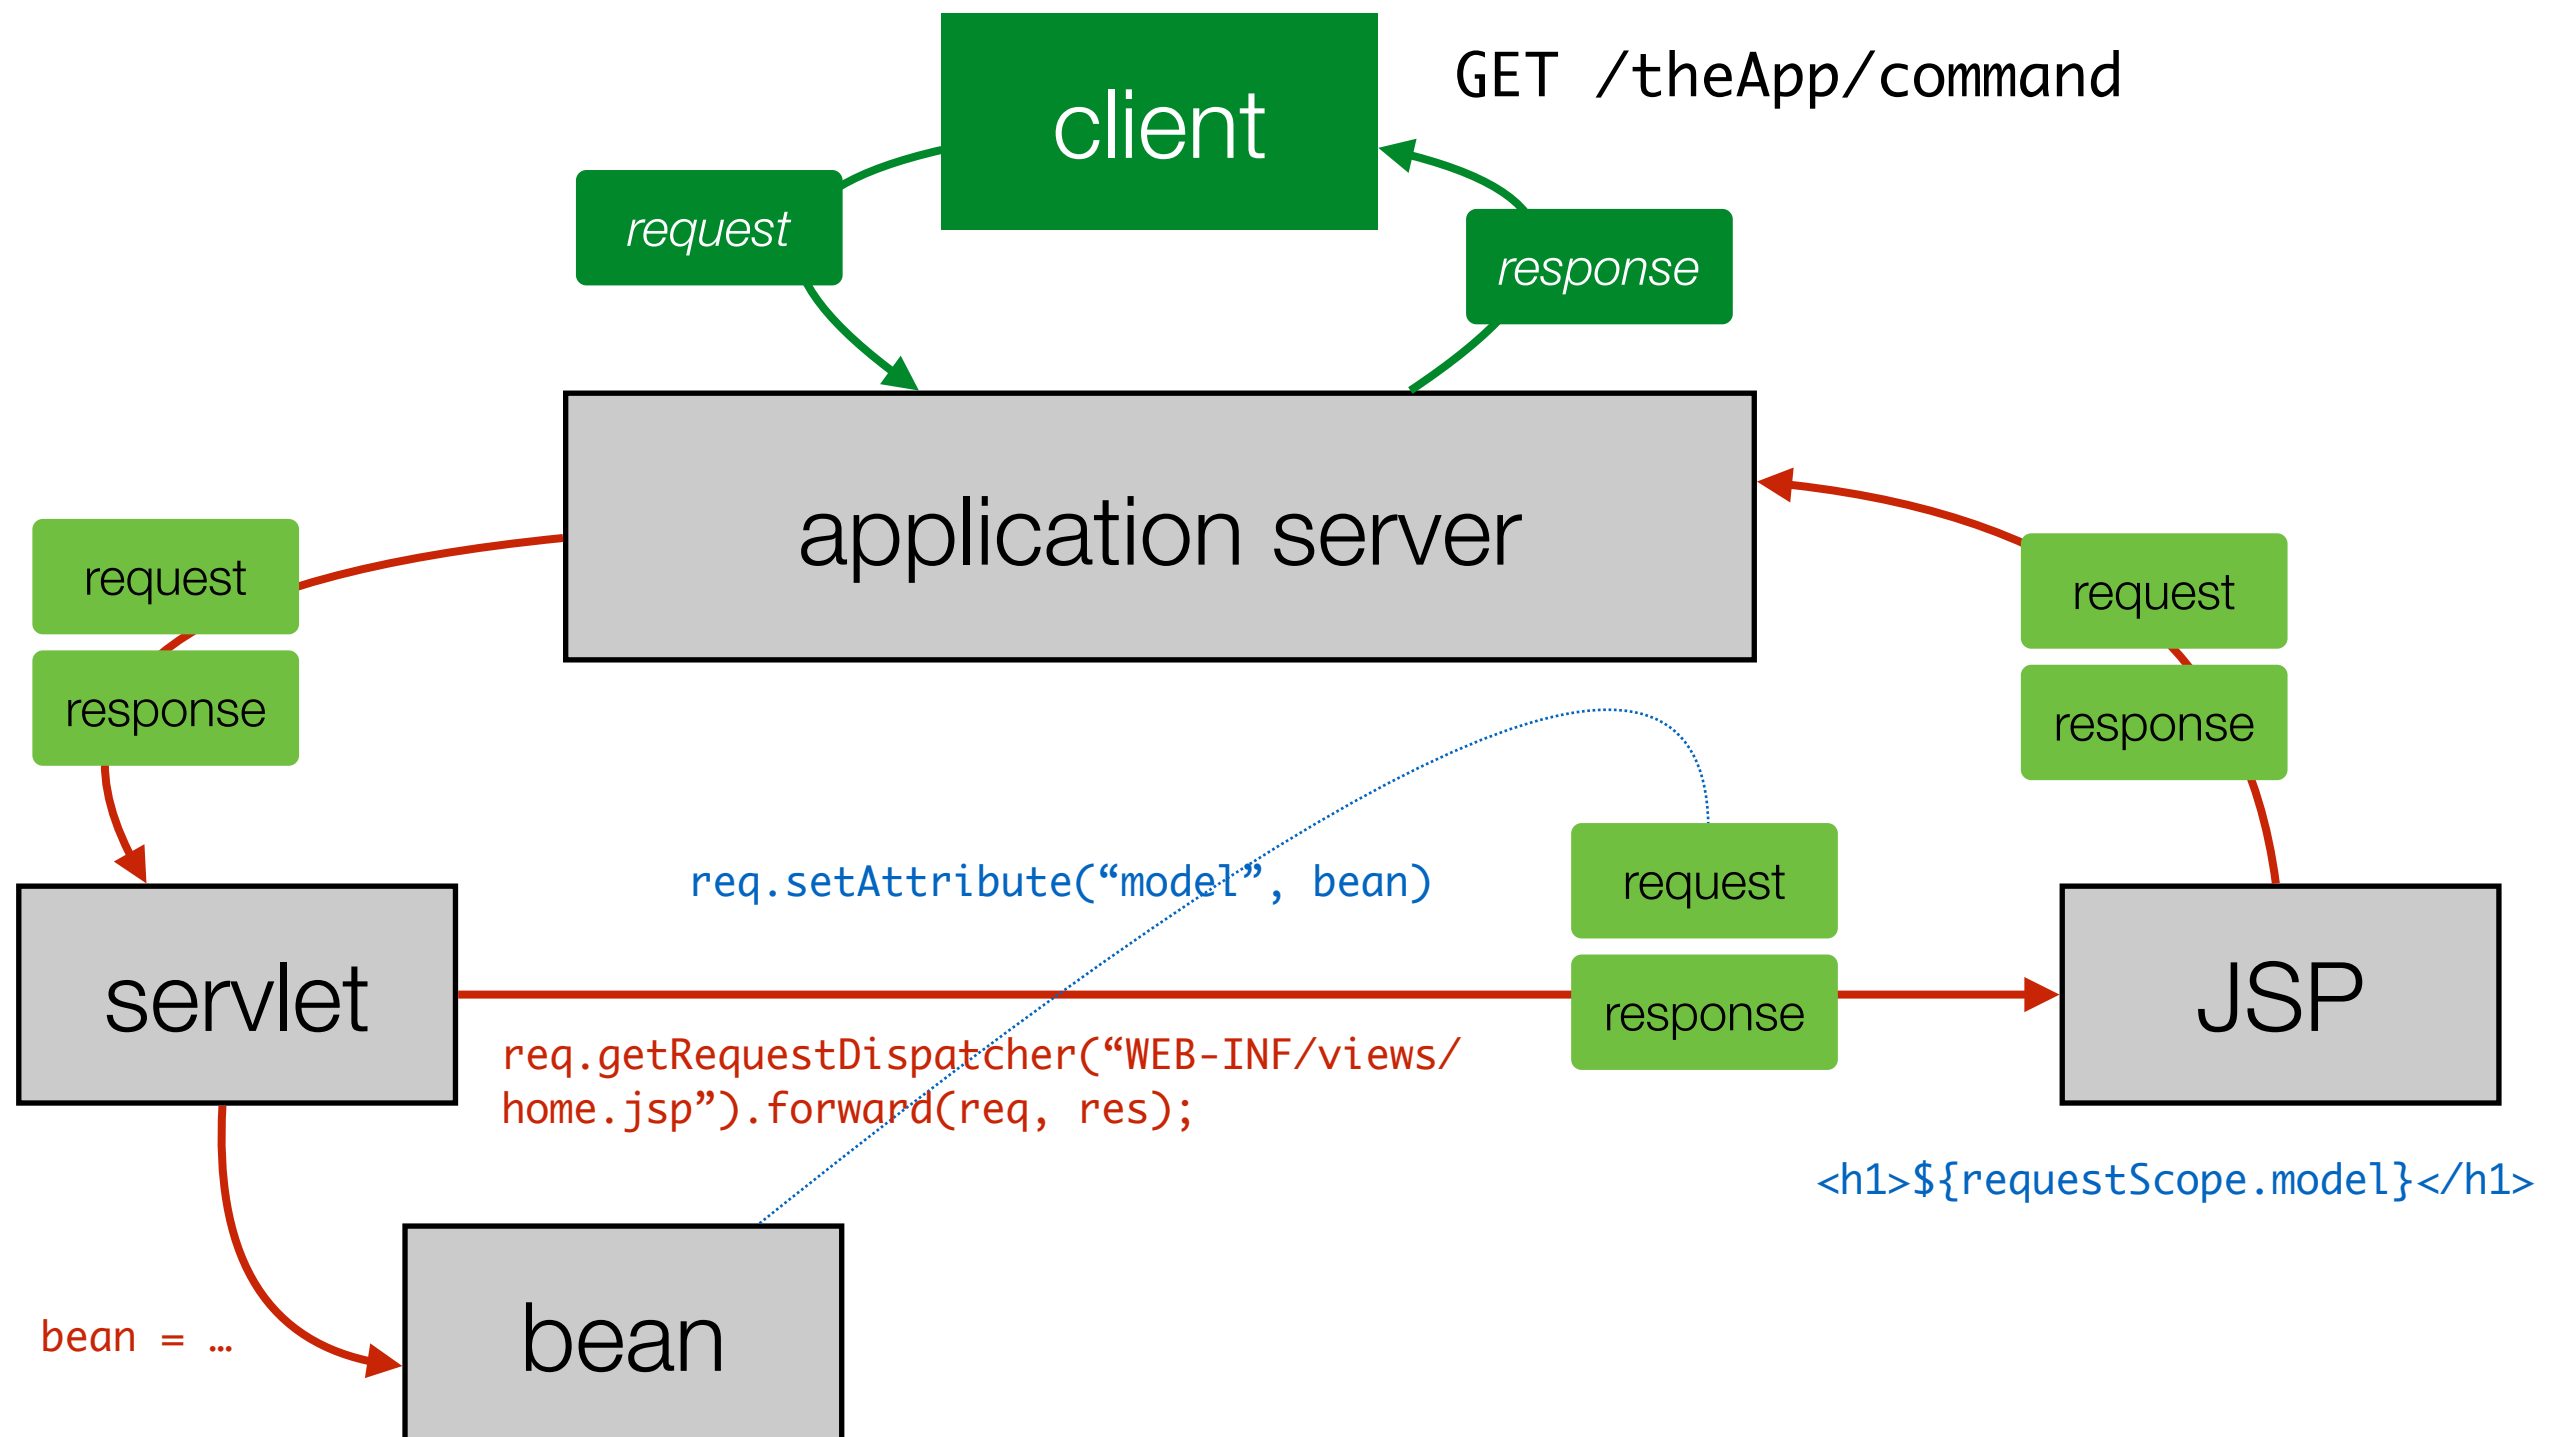 client
GET /theApp/command
request
response
application server
request
response
request
response
req.setAttribute(“model”, bean)
request
response
servlet
JSP
req.getRequestDispatcher(“WEB-INF/views/
home.jsp”).forward(req, res);
<h1>${requestScope.model}</h1>
bean = …
bean